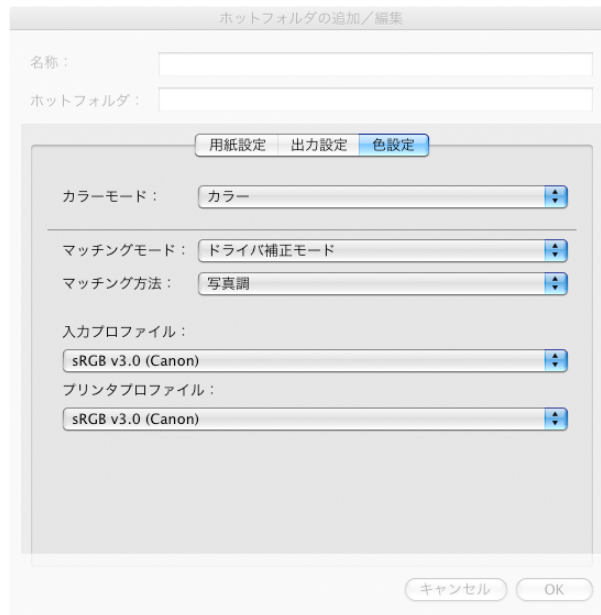 ホットフォルダの追加／編集
名称：
ホットフォルダ：
用紙設定 出力設定 色設定
カラーモード： カラー
マッチングモード： ドライバ補正モード
マッチング方法： 写真調
入力プロファイル：
sRGB v3.0 (Canon)
プリンタプロファイル：
sRGB v3.0 (Canon)
キャンセル OK